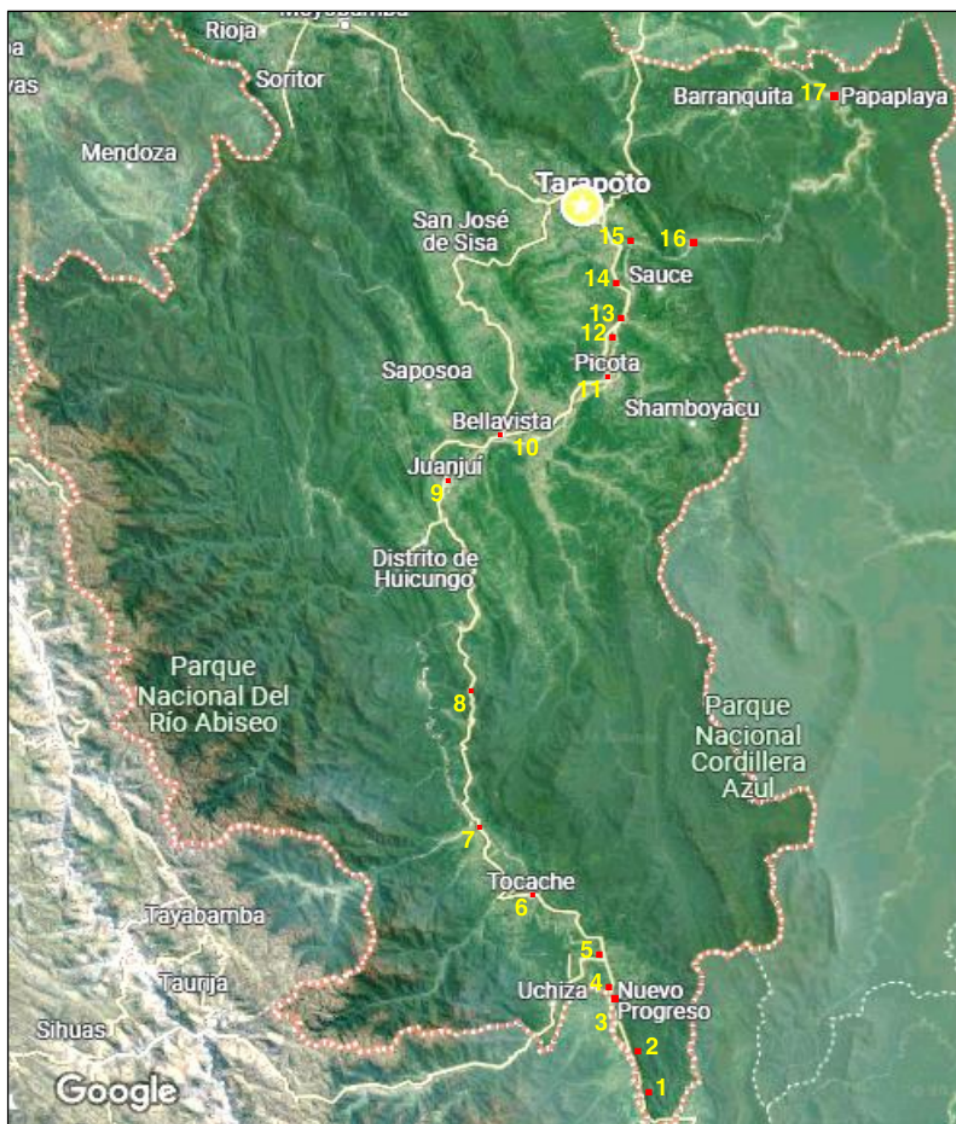 Moyobamba
Rioja
Soritor
Mendoza
Barranquita
17
Papaplaya
Tarapoto
San José
de Sisa
15
16
14
Sauce
13
12
Picota
11
Saposoa
Shamboyacu
Bellavista
10
Juanjuí
9
Distrito de
Huicungo
Parque
Nacional Del
Río Abiseo
8
Parque
Nacional
Cordillera
Azul
7
Tocache
6
Tayabamba
5
Taurija
Uchiza
4
Nuevo
Progreso
3
Sihuas
2
1
Google